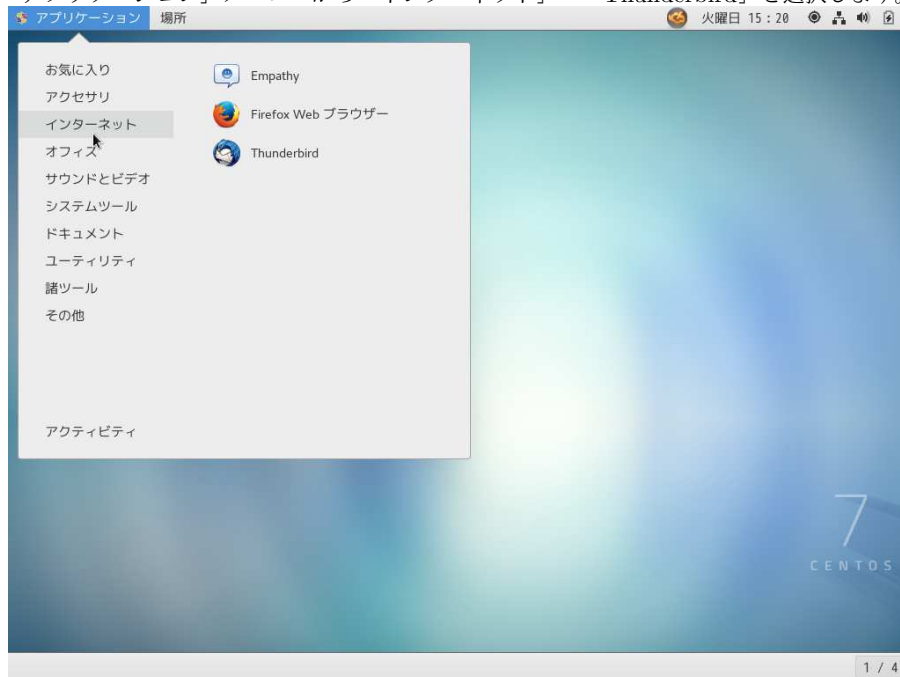 アプリケーション 場所 火曜日 15：20
お気に入り
アクセサリ
インターネット
オフィス
サウンドとビデオ
システムツール
ドキュメント
ユーティリティ
諸ツール
その他
アクティビティ
Empathy
Firefox Web ブラウザー
Thunderbird
7
CENTOS
1 / 4